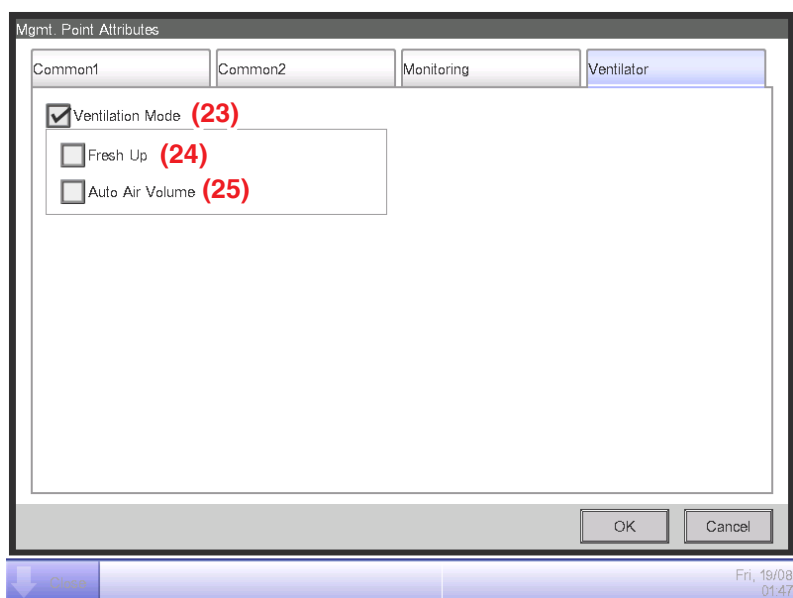 Mgmt. Point Attributes
Common1 Common2 Monitoring Ventilator
Ventilation Mode (23)
Fresh Up (24)
Auto Air Volume (25)
OK Cancel
Close Fri, 19/08
01:47